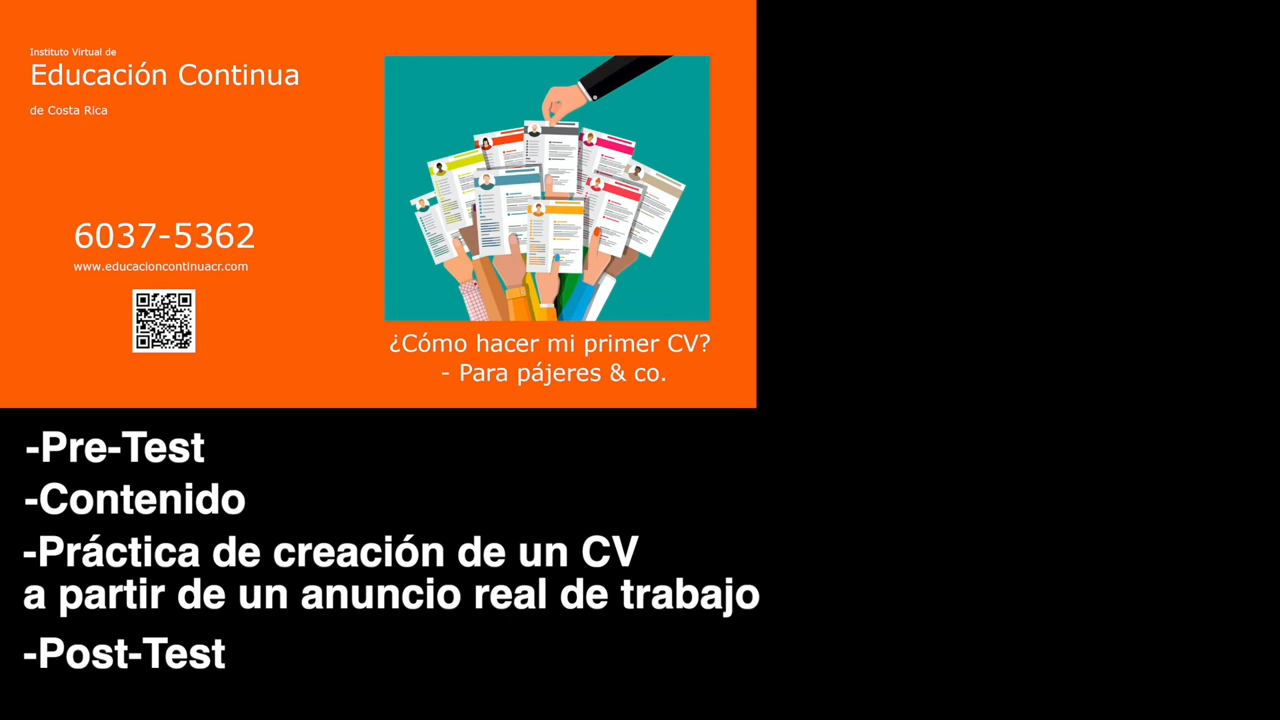 Instituto Virtual de
Educación Continua
de Costa Rica
6037-5362
www.educacioncontinuacr.com
¿Cómo hacer mi primer CV?
- Para pájeres & co.
-Pre-Test
-Contenido
-Práctica de creación de un CV
a partir de un anuncio real de trabajo
-Post-Test